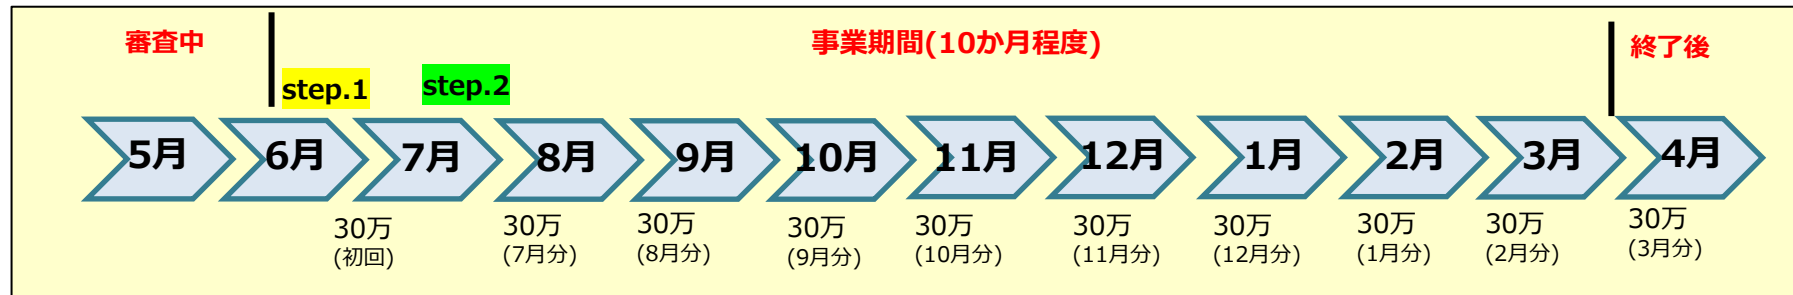 審査中
事業期間(10か月程度)
終了後
step.1
step.2
5月
6月
7月
8月
9月
10月
11月
12月
1月
2月
3月
4月
30万
(初回)
30万
(7月分)
30万
(8月分)
30万
(9月分)
30万
(10月分)
30万
(11月分)
30万
(12月分)
30万
(1月分)
30万
(2月分)
30万
(3月分)